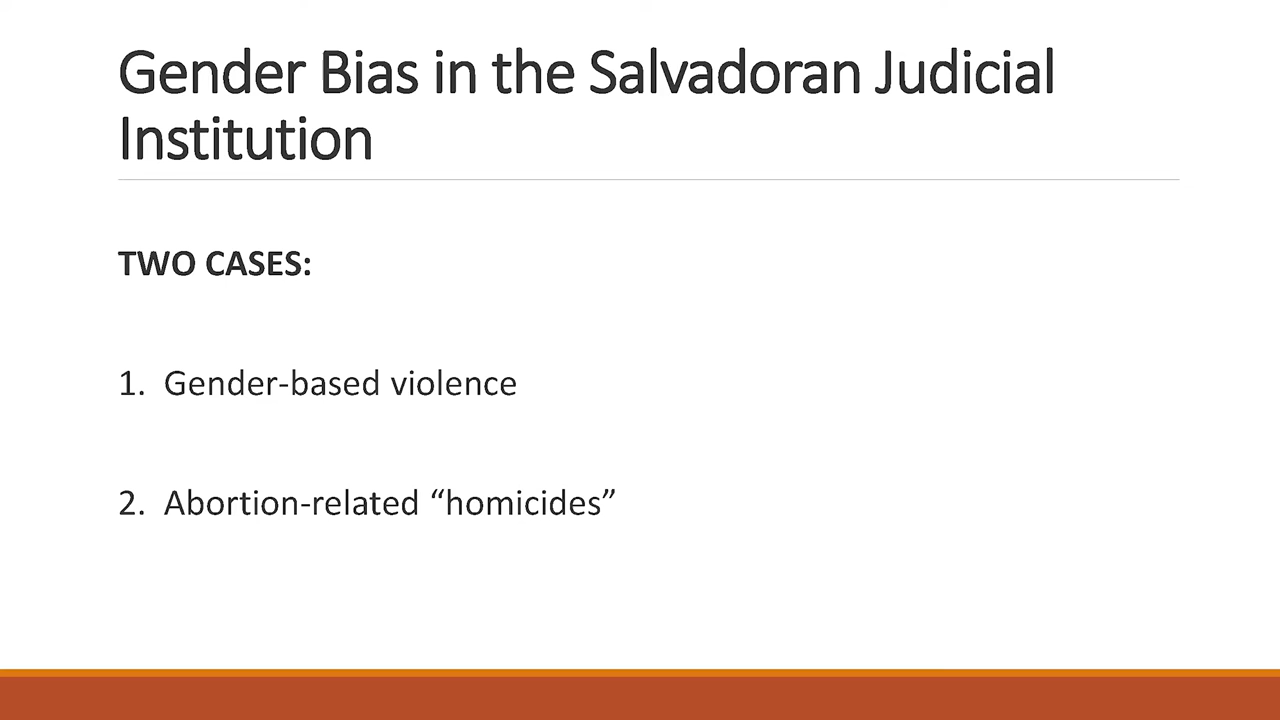 Gender Bias in the Salvadoran Judicial
Institution
TWO CASES:
1. Gender-based violence
2. Abortion-related “homicides”